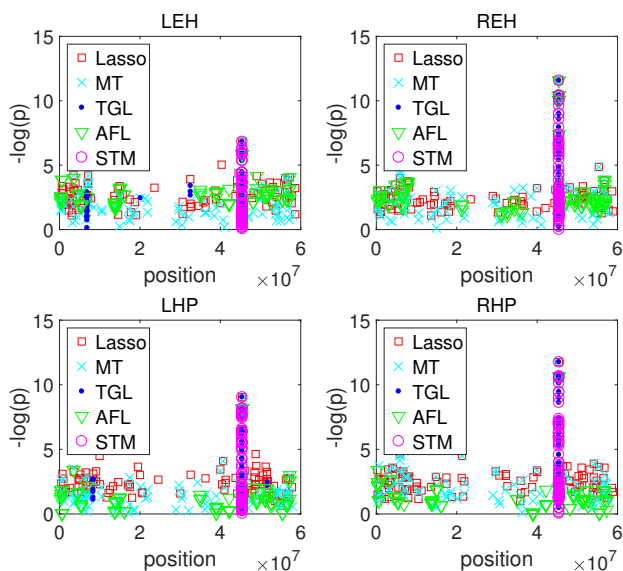 LEH
15
10
5
0
-log(p)
Lasso
MT
TGL
AFL
STM
0 2 4 6
position
×10^7
REH
15
10
5
0
-log(p)
Lasso
MT
TGL
AFL
STM
0 2 4 6
position
×10^7
LHP
15
10
5
0
-log(p)
Lasso
MT
TGL
AFL
STM
0 2 4 6
position
×10^7
RHP
15
10
5
0
-log(p)
Lasso
MT
TGL
AFL
STM
0 2 4 6
position
×10^7